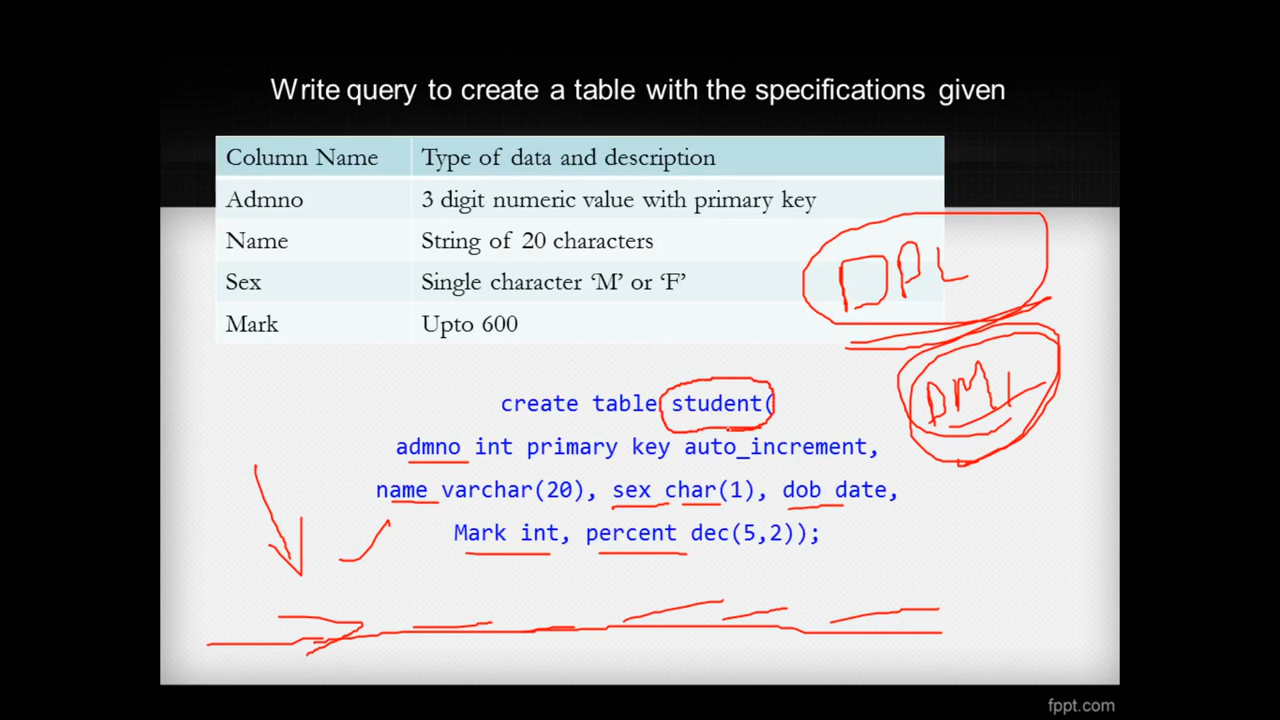 Write query to create a table with the specifications given
Column Name Type of data and description
Admno 3 digit numeric value with primary key
Name String of 20 characters
Sex Single character ‘M’ or ‘F’
Mark Upto 600
DPL
DML
create table student(
admno int primary key auto_increment,
name varchar(20), sex char(1), dob date,
Mark int, percent dec(5,2));
fppt.com